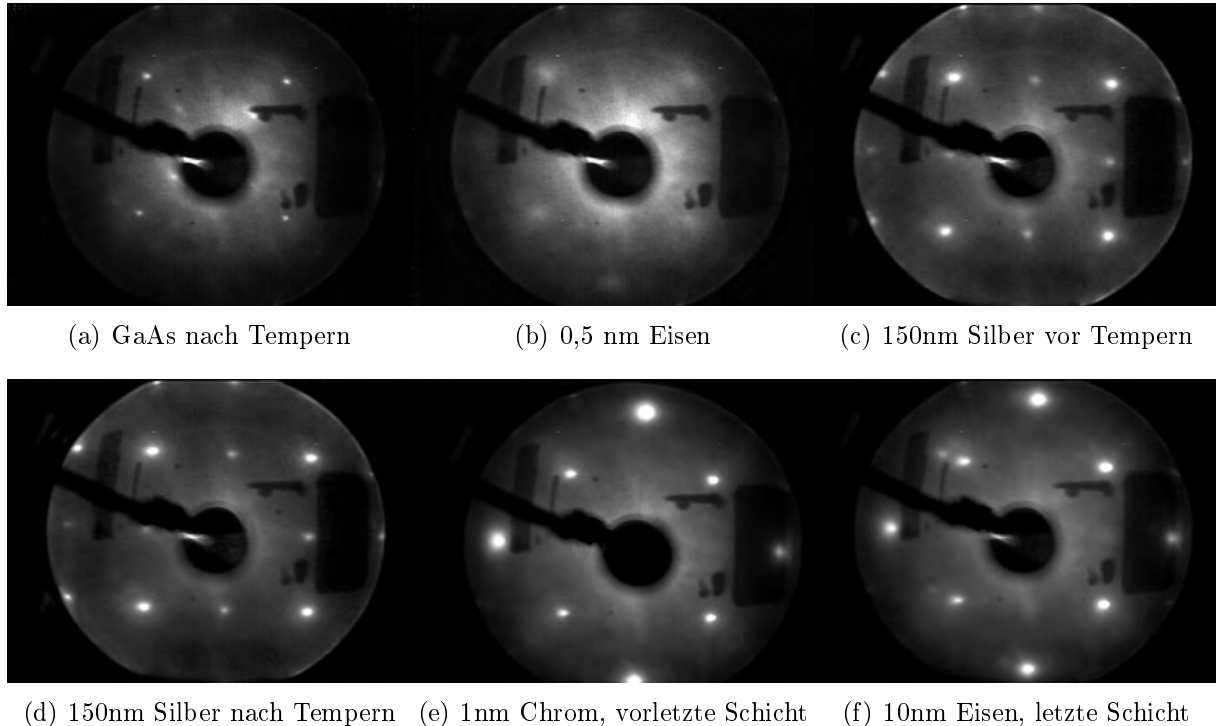 (a) GaAs nach Tempern
(b) 0,5 nm Eisen
(c) 150nm Silber vor Tempern
(d) 150nm Silber nach Tempern
(e) 1nm Chrom, vorletzte Schicht
(f) 10nm Eisen, letzte Schicht